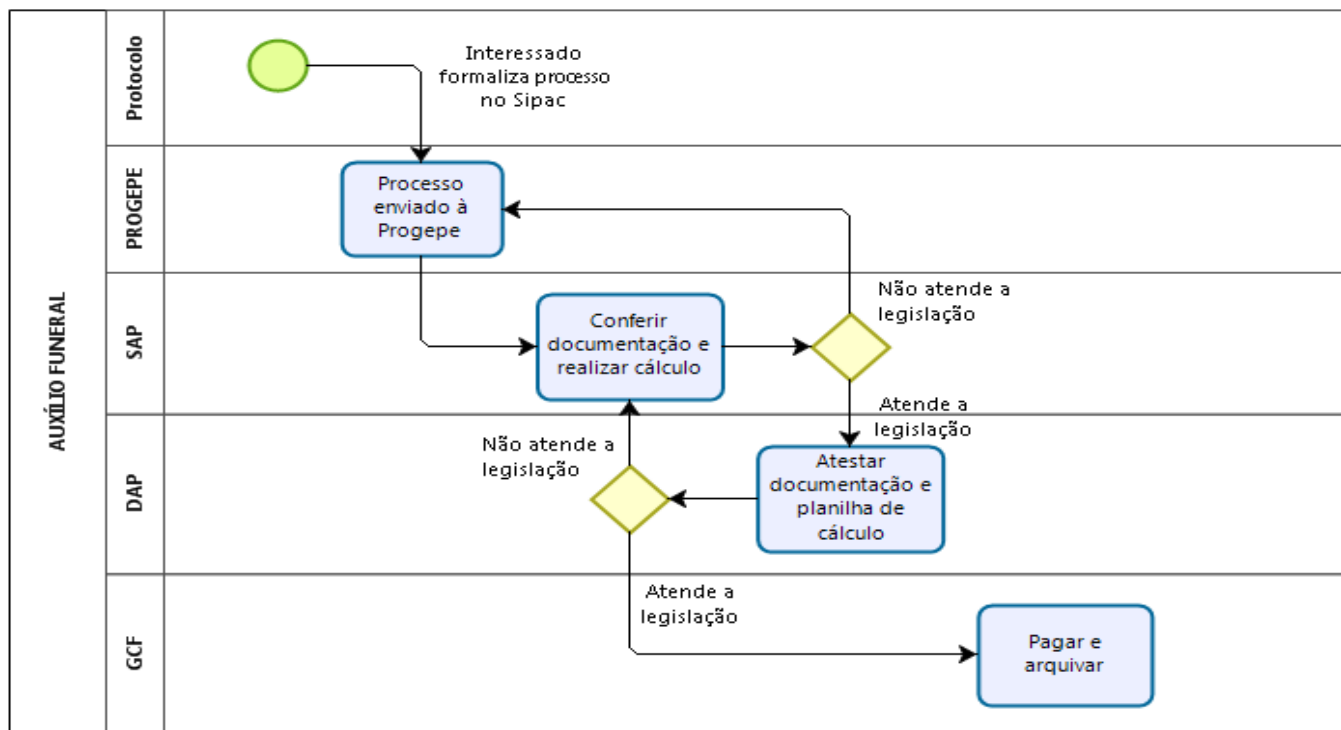 AUXÍLIO FUNERAL
Protocolo
Interessado
formaliza processo
no Sipac
PROGEPE
Processo
enviado à
Progepe
SAP
Conferir
documentação e
realizar cálculo
Não atende a
legislação
Atende a
legislação
DAP
Não atende a
legislação
Atestar
documentação e
planilha de
cálculo
GCF
Atende a
legislação
Pagar e
arquivar